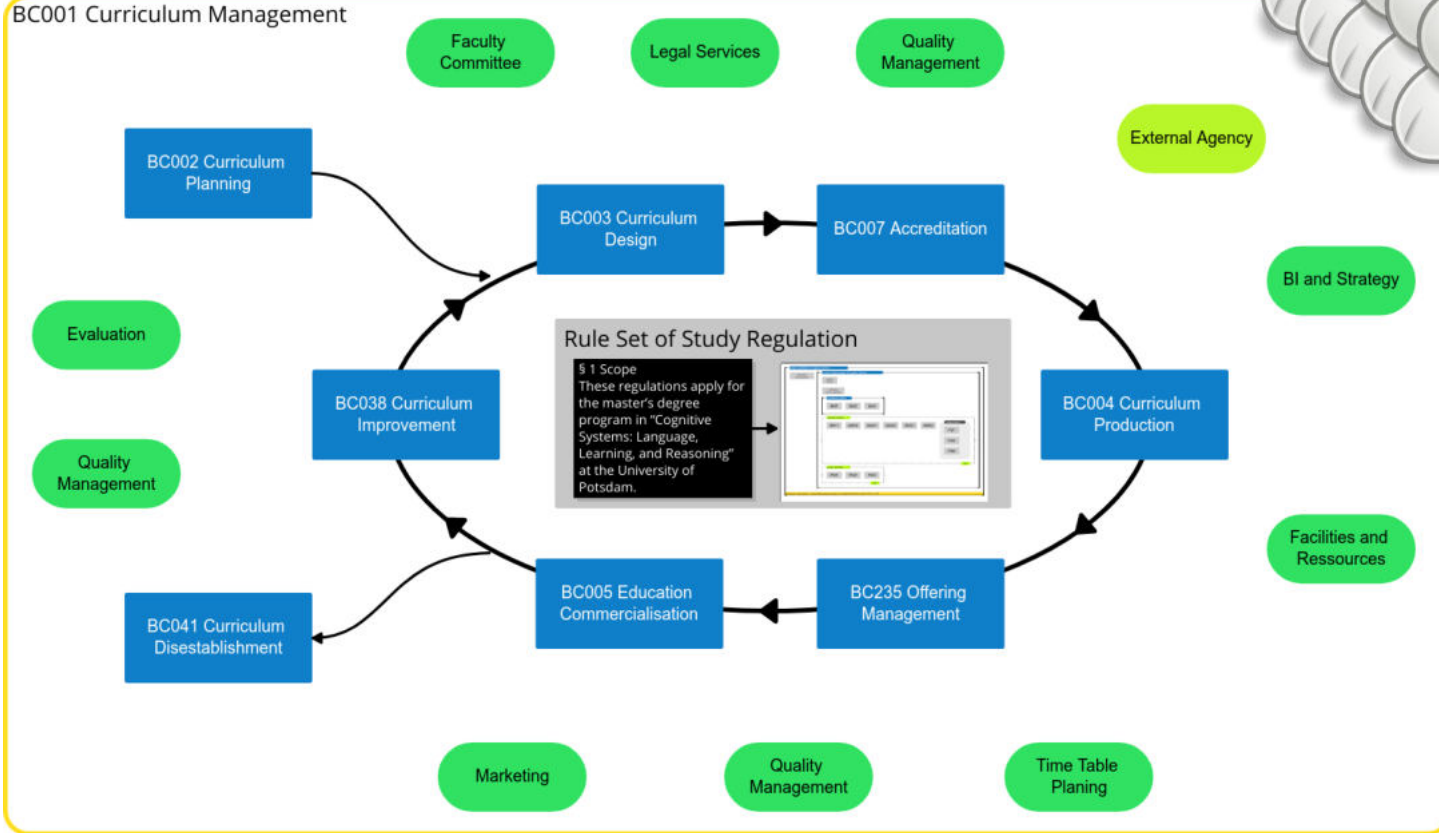 BC001 Curriculum Management
Faculty
Committee
Legal Services
Quality
Management
External Agency
BC002 Curriculum
Planning
BC003 Curriculum
Design
BC007 Accreditation
BI and Strategy
Evaluation
Rule Set of Study Regulation
§ 1 Scope
These regulations apply for
the master's degree
program in "Cognitive
Systems: Language,
Learning, and Reasoning"
at the University of
Potsdam.
BC038 Curriculum
Improvement
BC004 Curriculum
Production
Quality
Management
Facilities and
Ressources
BC005 Education
Commercialisation
BC235 Offering
Management
BC041 Curriculum
Disestablishment
Marketing
Quality
Management
Time Table
Planing